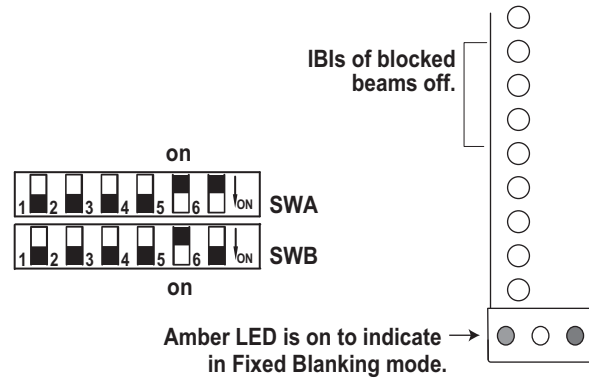 IBIs of blocked
beams off.
on
1 2 3 4 5 6 ON SWA
1 2 3 4 5 6 ON SWB
on
Amber LED is on to indicate
in Fixed Blanking mode.